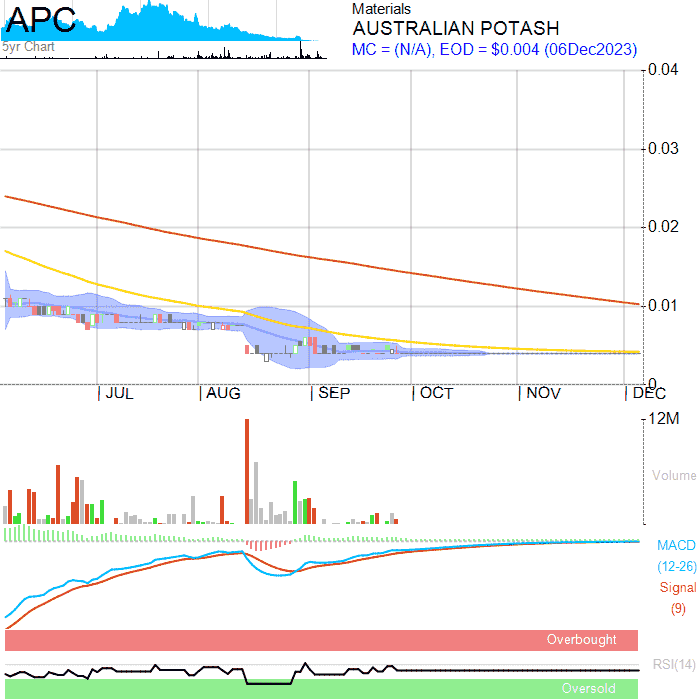 APC
5yr Chart
Materials
AUSTRALIAN POTASH
MC = (N/A), EOD = $0.004 (06Dec2023)
0.04
0.03
0.02
0.01
0
JUL AUG SEP OCT NOV DEC
12M
Volume
MACD
(12-26)
Signal
(9)
Overbought
RSI(14)
Oversold